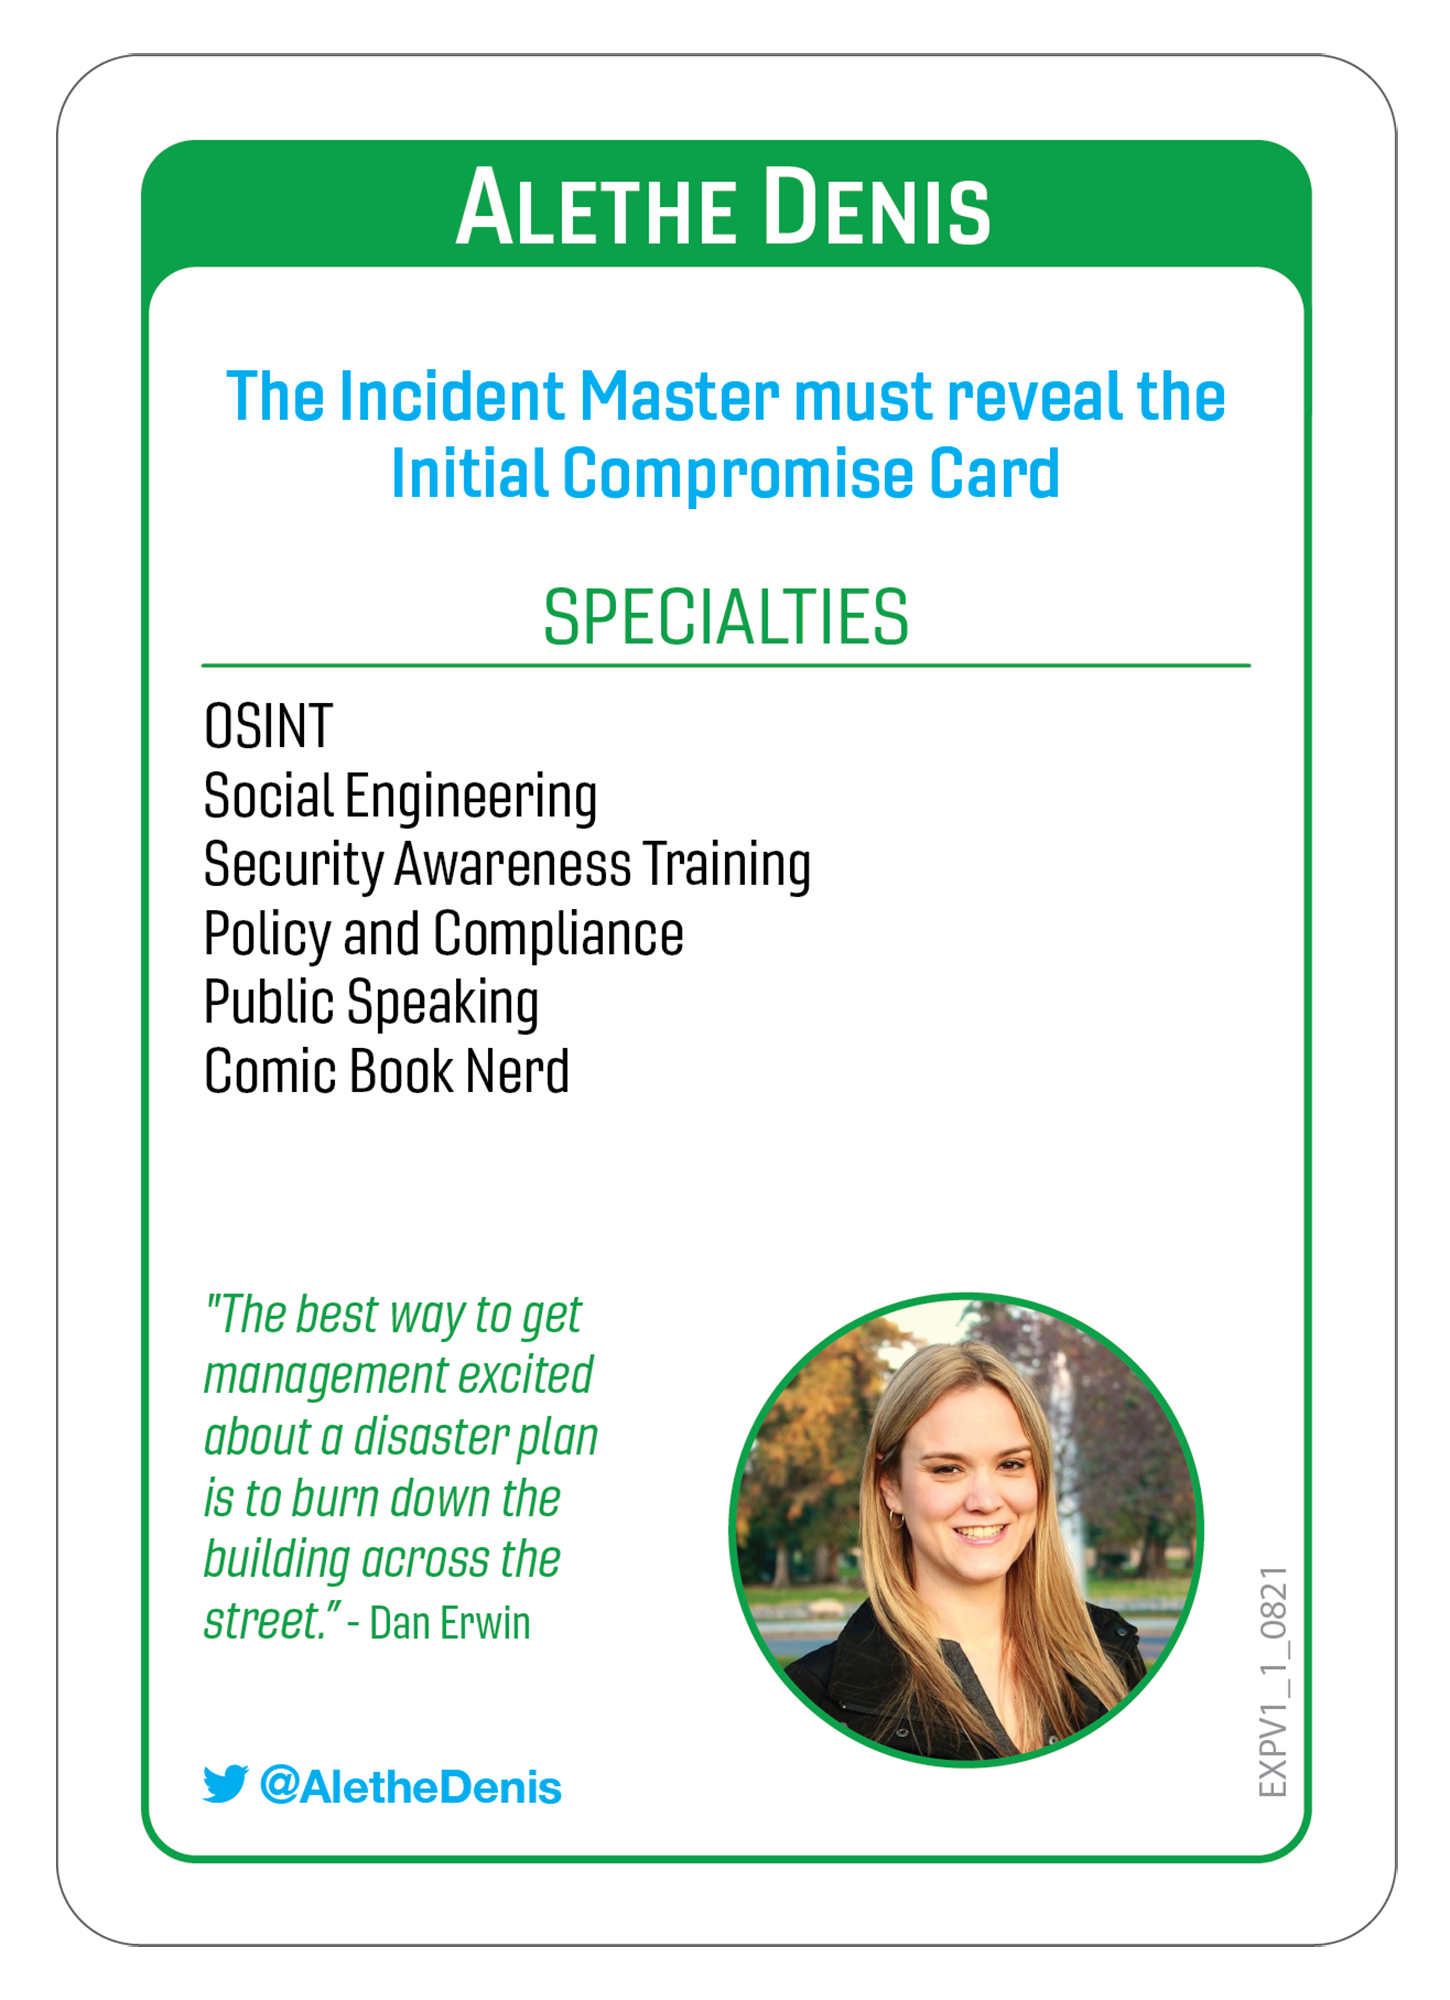 ALETHE DENIS
The Incident Master must reveal the
Initial Compromise Card
SPECIALTIES
OSINT
Social Engineering
Security Awareness Training
Policy and Compliance
Public Speaking
Comic Book Nerd
"The best way to get
management excited
about a disaster plan
is to burn down the
building across the
street.” - Dan Erwin
@AletheDenis
EXPV1_1_0821